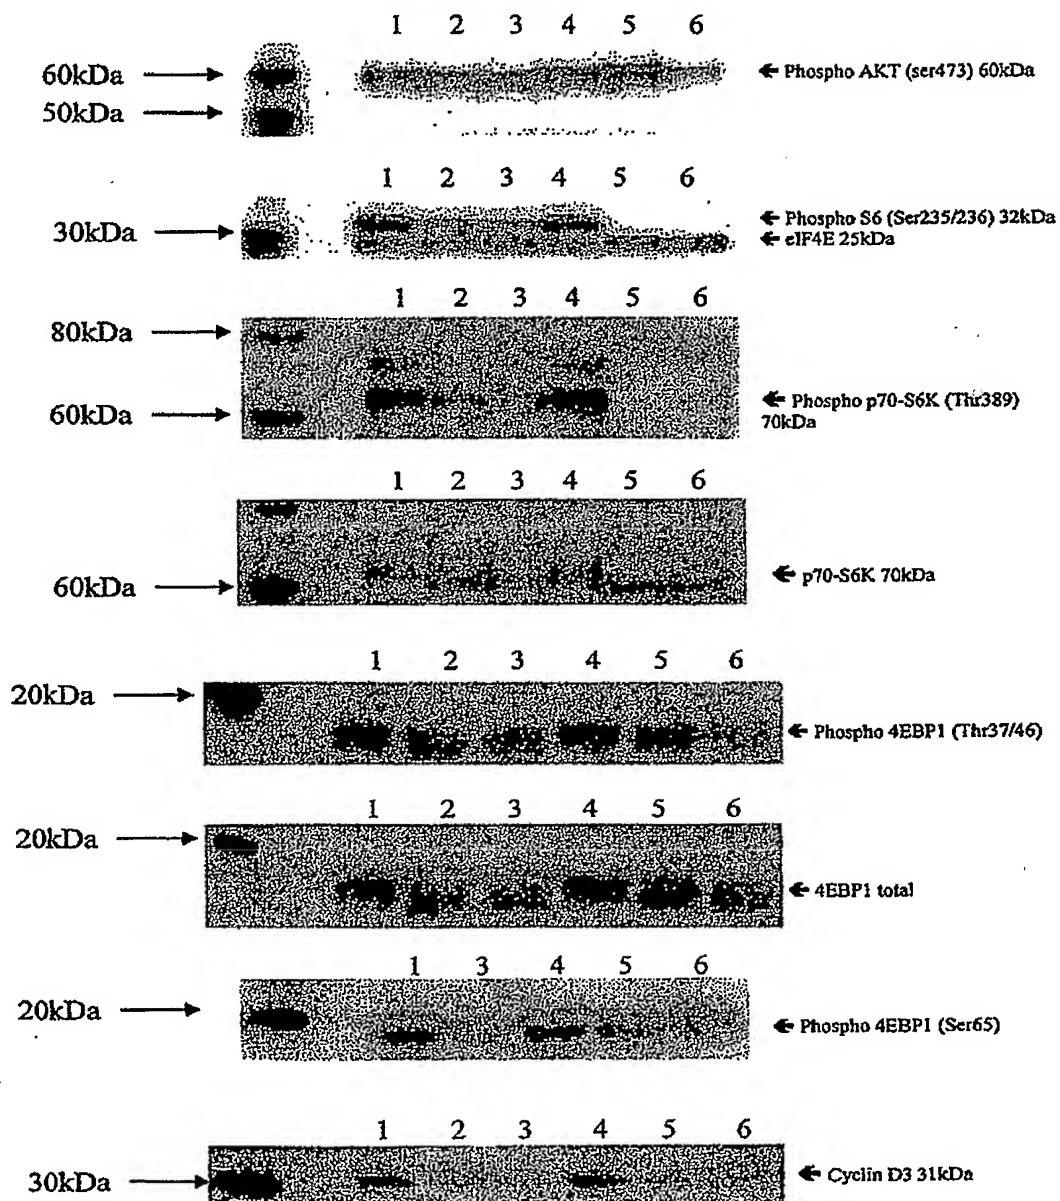 1 2 3 4 5 6
60kDa
Phospho AKT (ser473) 60kDa
50kDa
1 2 3 4 5 6
Phospho S6 (Ser235/236) 32kDa
30kDa
eIF4E 25kDa
1 2 3 4 5 6
80kDa
Phospho p70-S6K (Thr389)
70kDa
60kDa
1 2 3 4 5 6
p70-S6K 70kDa
60kDa
1 2 3 4 5 6
20kDa
Phospho 4EBP1 (Thr37/46)
1 2 3 4 5 6
20kDa
4EBP1 total
1 3 4 5 6
20kDa
Phospho 4EBP1 (Ser65)
1 2 3 4 5 6
30kDa
Cyclin D3 31kDa